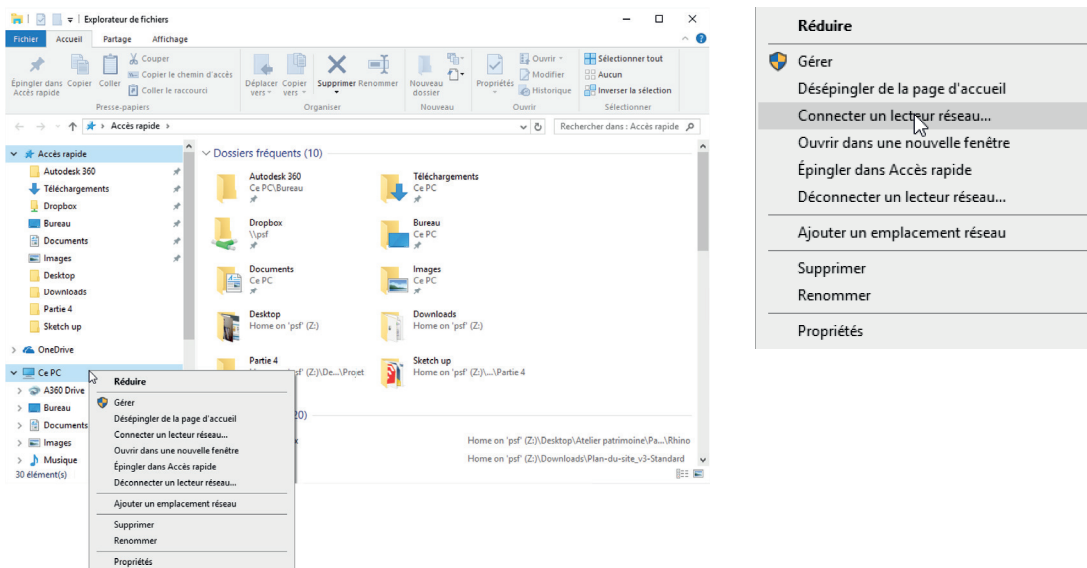 Explorateur de fichiers
Fichier Accueil Partage Affichage
Épingler dans Accès rapide
Copier
Coller
Couper
Copier le chemin d'accès
Coller le raccourci
Presse-papiers
Déplacer vers
Copier vers
Supprimer
Renommer
Organiser
Nouveau dossier
Nouveau
Propriétés
Ouvrir
Modifier
Historique
Ouvrir
Sélectionner tout
Aucun
Inverser la sélection
Sélectionner
Accès rapide
Rechercher dans : Accès rapide
Accès rapide
Autodesk 360
Téléchargements
Dropbox
Bureau
Documents
Images
Desktop
Downloads
Partie 4
Sketch up
OneDrive
Ce PC
A360 Drive
Bureau
Documents
Images
Musique
30 élément(s)
Dossiers fréquents (10)
Autodesk 360
Ce PC\Bureau
Téléchargements
Ce PC
Dropbox
\\psf
Bureau
Ce PC
Documents
Ce PC
Images
Ce PC
Desktop
Home on 'psf' (Z:)
Downloads
Home on 'psf' (Z:)
Partie 4
psf' (Z:)\De...\Projet
Sketch up
Home on 'psf' (Z:)\...\Partie 4
20)
Home on 'psf' (Z:)\Desktop\Atelier patrimoine\Pa...\Rhino
Home on 'psf' (Z:)\Downloads\Plan-du-site_v3-Standard
Réduire
Gérer
Désépingler de la page d'accueil
Connecter un lecteur réseau...
Ouvrir dans une nouvelle fenêtre
Épingler dans Accès rapide
Déconnecter un lecteur réseau...
Ajouter un emplacement réseau
Supprimer
Renommer
Propriétés
Réduire
Gérer
Désépingler de la page d'accueil
Connecter un lecteur réseau...
Ouvrir dans une nouvelle fenêtre
Épingler dans Accès rapide
Déconnecter un lecteur réseau...
Ajouter un emplacement réseau
Supprimer
Renommer
Propriétés